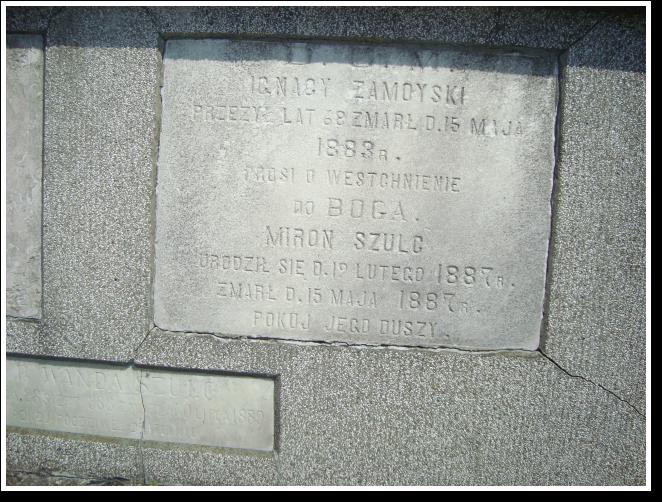 D.O.M.
IGNACY ZAMOYSKI
PRZEŻYŁ LAT 68 ZMARŁ D.15 MAJA
1883 R.
PROSI O WESTCHNIENIE
DO BOGA.
MIRON SZULC
URODZIŁ SIĘ D.19 LUTEGO 1887 R.
ZMARŁ D.15 MAJA 1887 R.
POKÓJ JEGO DUSZY.
WANDA SZULC